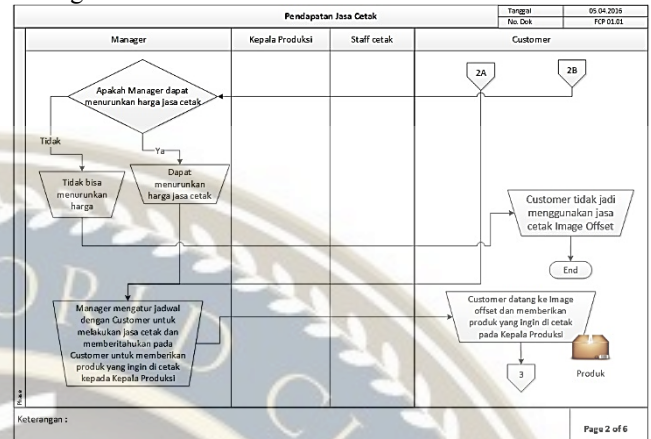 Pendapatan Jasa Cetak
Tanggal
05.04.2016
No. Dok
FCP 01.01
Manager
Kepala Produksi
Staff cetak
Customer
2A
2B
Apakah Manager dapat
menurunkan harga jasa cetak
Tidak
Ya
Tidak bisa
menurunkan
harga
Dapat
menurunkan
harga jasa cetak
Customer tidak jadi
menggunakan jasa
cetak Image Offset
End
Manager mengatur jadwal
dengan Customer untuk
melakukan jasa cetak dan
memberitahukan pada
Customer untuk memberikan
produk yang ingin di cetak
kepada Kepala Produksi
Customer datang ke Image
offset dan memberikan
produk yang ingin di cetak
pada Kepala Produksi
3
Produk
Phase
Keterangan :
Page 2 of 6